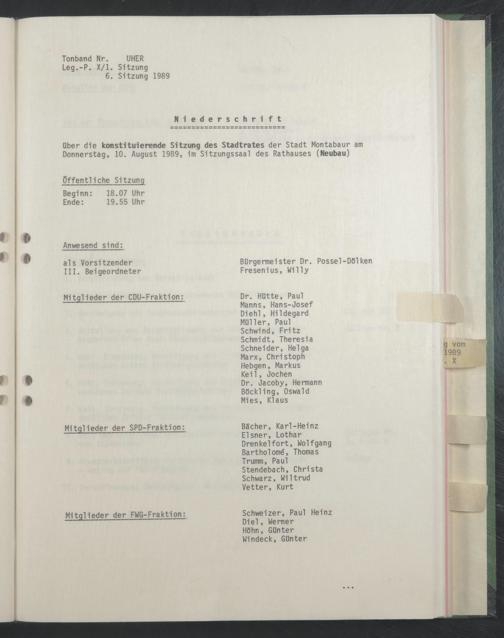 Tonband Nr. UHER
Leg.-P. X/1. Sitzung
6. Sitzung 1989
Niederschrift
über die konstituierende Sitzung des Stadtrates der Stadt Montabaur am
Donnerstag, 10. August 1989, im Sitzungssaal des Rathauses (Neubau)
Öffentliche Sitzung
Beginn: 18.07 Uhr
Ende: 19.55 Uhr
Anwesend sind:
als Vorsitzender Bürgermeister Dr. Possel-Dölken
III. Beigeordneter Fresenius, Willy
Mitglieder der CDU-Fraktion: Dr. Hütte, Paul
Manns, Hans-Josef
Diehl, Hildegard
Müller, Paul
Schwind, Fritz
Schmidt, Theresia
Schneider, Helga
Marx, Christoph
Hebgen, Markus
Keil, Jochen
Dr. Jacoby, Hermann
Böckling, Oswald
Mies, Klaus
Mitglieder der SPD-Fraktion: Bächer, Karl-Heinz
Elsner, Lothar
Drenkelfort, Wolfgang
Bartholomé, Thomas
Trumm, Paul
Stendebach, Christa
Schwarz, Wiltrud
Vetter, Kurt
Mitglieder der FWG-Fraktion: Schweizer, Paul Heinz
Diel, Werner
Höhn, Günter
Windeck, Günter
...
g vom
1989
. X